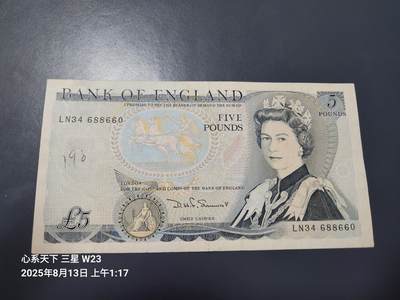 BANK OF ENGLAND
I PROMISE TO PAY THE BEARER ON DEMAND THE SUM OF
5
POUNDS
LN34 688660
FIVE
POUNDS
190
LONDON
FOR THE GOVR AND COMPA OF THE BANK OF ENGLAND
£5
CHIEF CASHIER
LN34 688660
心系天下 三星 W23
2025年8月13日 上午1:17